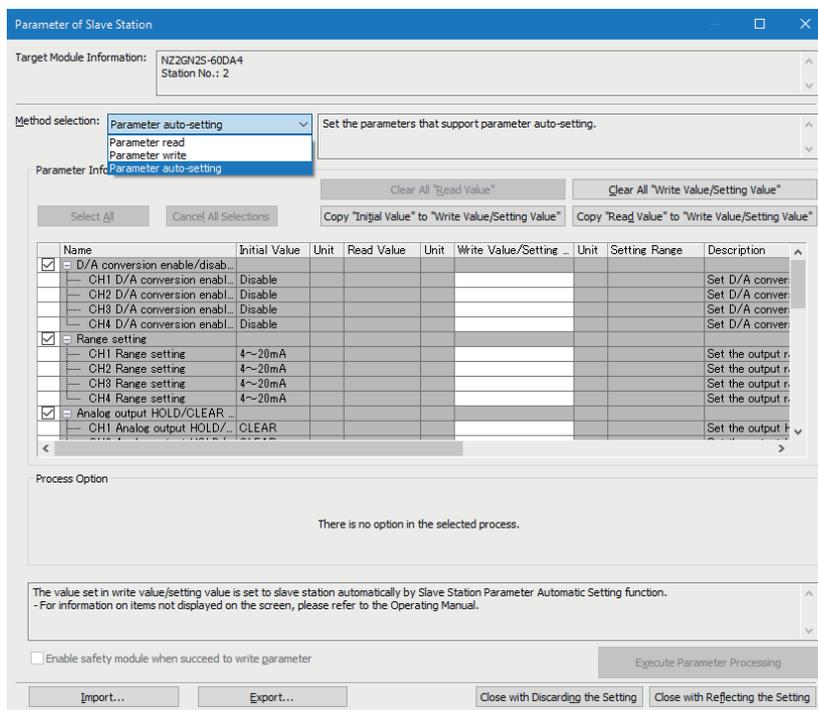 Parameter of Slave Station
Target Module Information:
NZ2GN2S-60DA4
Station No.: 2
Method selection:
Parameter auto-setting
Set the parameters that support parameter auto-setting.
Parameter read
Parameter write
Parameter auto-setting
Parameter Info
Clear All "Read Value"
Clear All "Write Value/Setting Value"
Select All
Cancel All Selections
Copy "Initial Value" to "Write Value/Setting Value"
Copy "Read Value" to "Write Value/Setting Value"
Name Initial Value Unit Read Value Unit Write Value/Setting ... Unit Setting Range Description
D/A conversion enable/disab...
CH1 D/A conversion enabl... Disable Set D/A conver
CH2 D/A conversion enabl... Disable Set D/A conver
CH3 D/A conversion enabl... Disable Set D/A conver
CH4 D/A conversion enabl... Disable Set D/A conver
Range setting
CH1 Range setting 4～20mA Set the output r
CH2 Range setting 4～20mA Set the output r
CH3 Range setting 4～20mA Set the output r
CH4 Range setting 4～20mA Set the output r
Analog output HOLD/CLEAR ...
CH1 Analog output HOLD/... CLEAR Set the output H
Process Option
There is no option in the selected process.
The value set in write value/setting value is set to slave station automatically by Slave Station Parameter Automatic Setting function.
- For information on items not displayed on the screen, please refer to the Operating Manual.
Enable safety module when succeed to write parameter
Execute Parameter Processing
Import...
Export...
Close with Discarding the Setting
Close with Reflecting the Setting